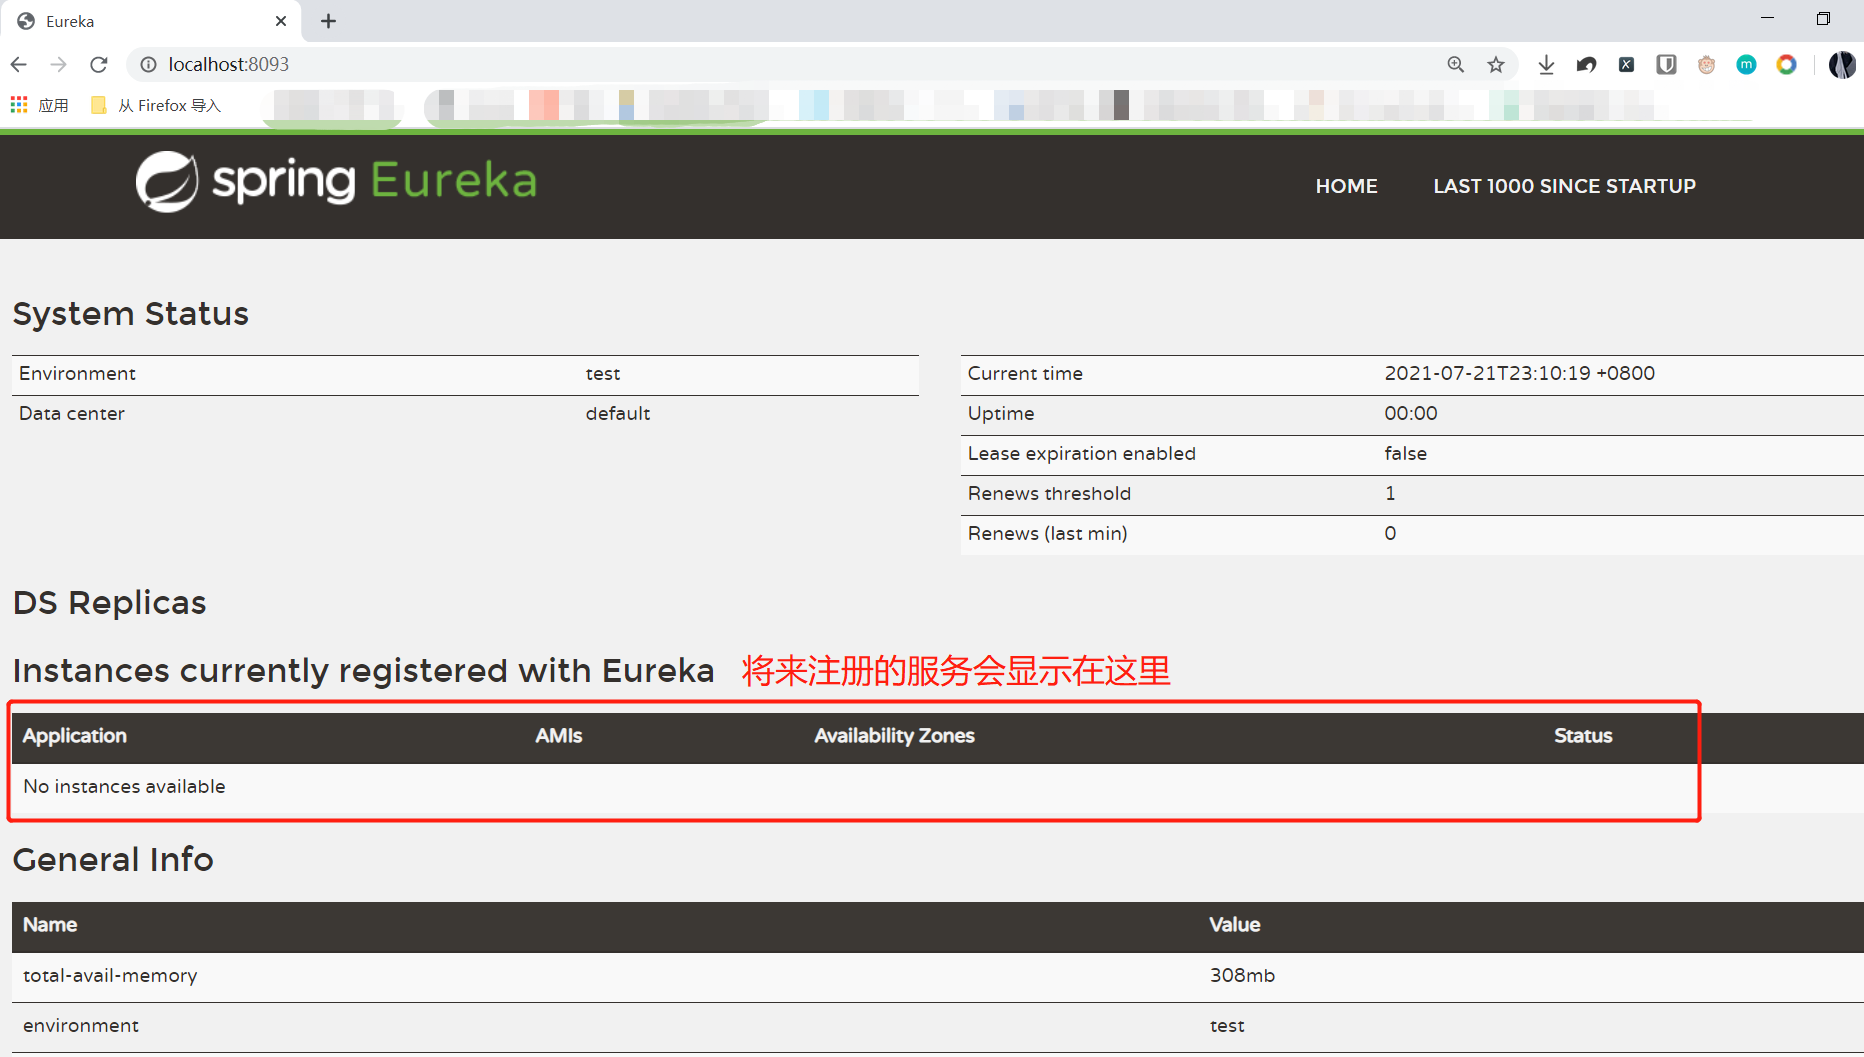 Eureka
localhost:8093
应用 从 Firefox 导入
spring Eureka
HOME LAST 1000 SINCE STARTUP
System Status
Environment test
Data center default
Current time 2021-07-21T23:10:19 +0800
Uptime 00:00
Lease expiration enabled false
Renews threshold 1
Renews (last min) 0
DS Replicas
Instances currently registered with Eureka 将来注册的服务会显示在这里
Application AMIs Availability Zones Status
No instances available
General Info
Name Value
total-avail-memory 308mb
environment test